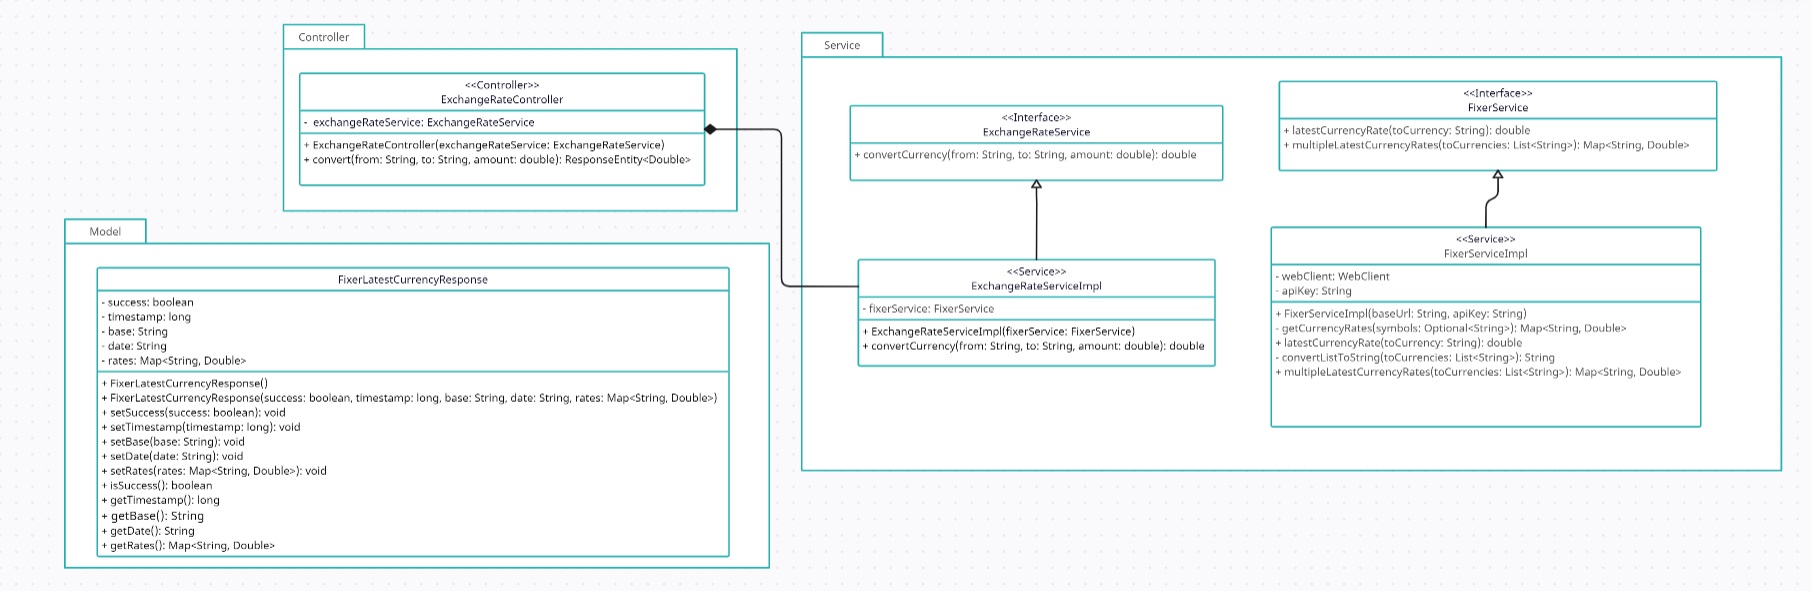 Controller
<<Controller>>
ExchangeRateController
- exchangeRateService: ExchangeRateService
+ ExchangeRateController(exchangeRateService: ExchangeRateService)
+ convert(from: String, to: String, amount: double): ResponseEntity<Double>
Service
<<Interface>>
ExchangeRateService
+ convertCurrency(from: String, to: String, amount: double): double
<<Interface>>
FixerService
+ latestCurrencyRate(toCurrency: String): double
+ multipleLatestCurrencyRates(toCurrencies: List<String>): Map<String, Double>
<<Service>>
ExchangeRateServiceImpl
- fixerService: FixerService
+ ExchangeRateServiceImpl(fixerService: FixerService)
+ convertCurrency(from: String, to: String, amount: double): double
<<Service>>
FixerServiceImpl
- webClient: WebClient
- apiKey: String
+ FixerServiceImpl(baseUrl: String, apiKey: String)
- getCurrencyRates(symbols: Optional<String>): Map<String, Double>
+ latestCurrencyRate(toCurrency: String): double
- convertListToString(toCurrencies: List<String>): String
+ multipleLatestCurrencyRates(toCurrencies: List<String>): Map<String, Double>
Model
FixerLatestCurrencyResponse
- success: boolean
- timestamp: long
- base: String
- date: String
- rates: Map<String, Double>
+ FixerLatestCurrencyResponse()
+ FixerLatestCurrencyResponse(success: boolean, timestamp: long, base: String, date: String, rates: Map<String, Double>)
+ setSuccess(success: boolean): void
+ setTimestamp(timestamp: long): void
+ setBase(base: String): void
+ setDate(date: String): void
+ setRates(rates: Map<String, Double>): void
+ isSuccess(): boolean
+ getTimestamp(): long
+ getBase(): String
+ getDate(): String
+ getRates(): Map<String, Double>